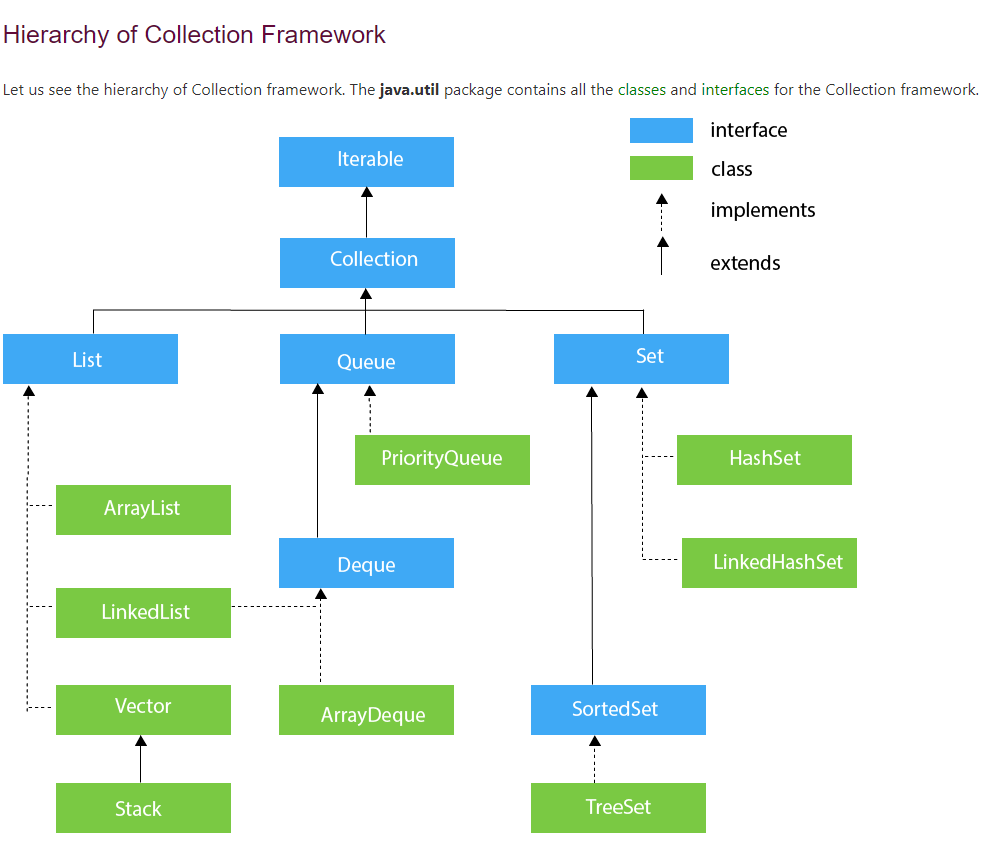 Hierarchy of Collection Framework
Let us see the hierarchy of Collection framework. The java.util package contains all the classes and interfaces for the Collection framework.
interface
class
implements
extends
Iterable
Collection
List
Queue
Set
PriorityQueue
HashSet
ArrayList
Deque
LinkedHashSet
LinkedList
Vector
ArrayDeque
SortedSet
Stack
TreeSet